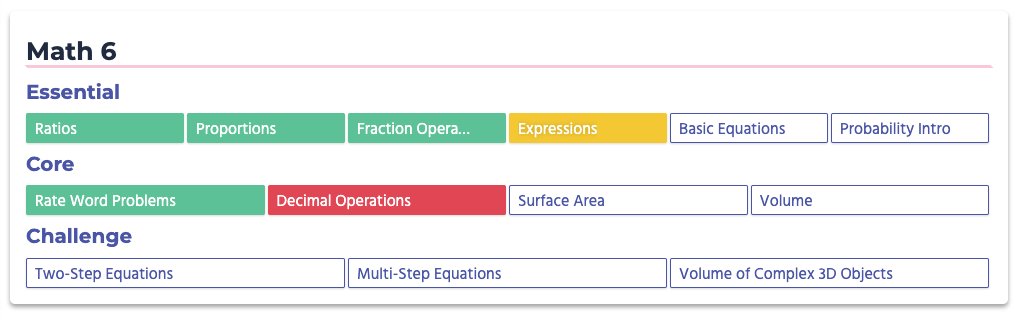 Math 6
Essential
Ratios Proportions Fraction Opera... Expressions Basic Equations Probability Intro
Core
Rate Word Problems Decimal Operations Surface Area Volume
Challenge
Two-Step Equations Multi-Step Equations Volume of Complex 3D Objects